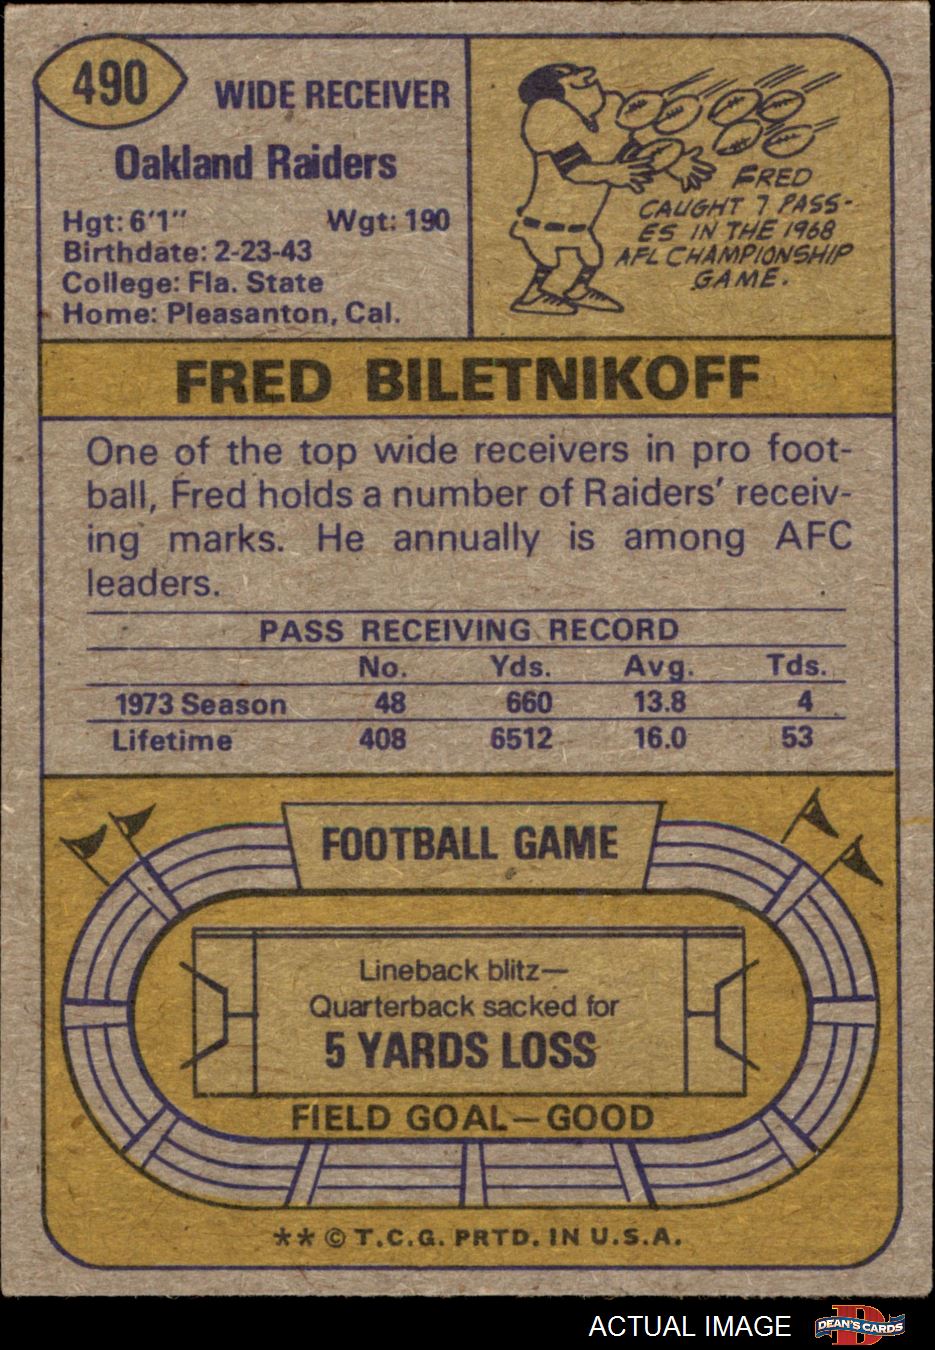 490
WIDE RECEIVER
Oakland Raiders
Hgt: 6'1" Wgt: 190
Birthdate: 2-23-43
College: Fla. State
Home: Pleasanton, Cal.
FRED
CAUGHT 7 PASS-
ES IN THE 1968
AFL CHAMPIONSHIP
GAME.
FRED BILETNIKOFF
One of the top wide receivers in pro foot-
ball, Fred holds a number of Raiders' receiv-
ing marks. He annually is among AFC
leaders.
PASS RECEIVING RECORD
No. Yds. Avg. Tds.
1973 Season 48 660 13.8 4
Lifetime 408 6512 16.0 53
FOOTBALL GAME
Lineback blitz—
Quarterback sacked for
5 YARDS LOSS
FIELD GOAL—GOOD
** © T.C.G. PRTD. IN U.S.A.
ACTUAL IMAGE
D
DEAN'S CARDS